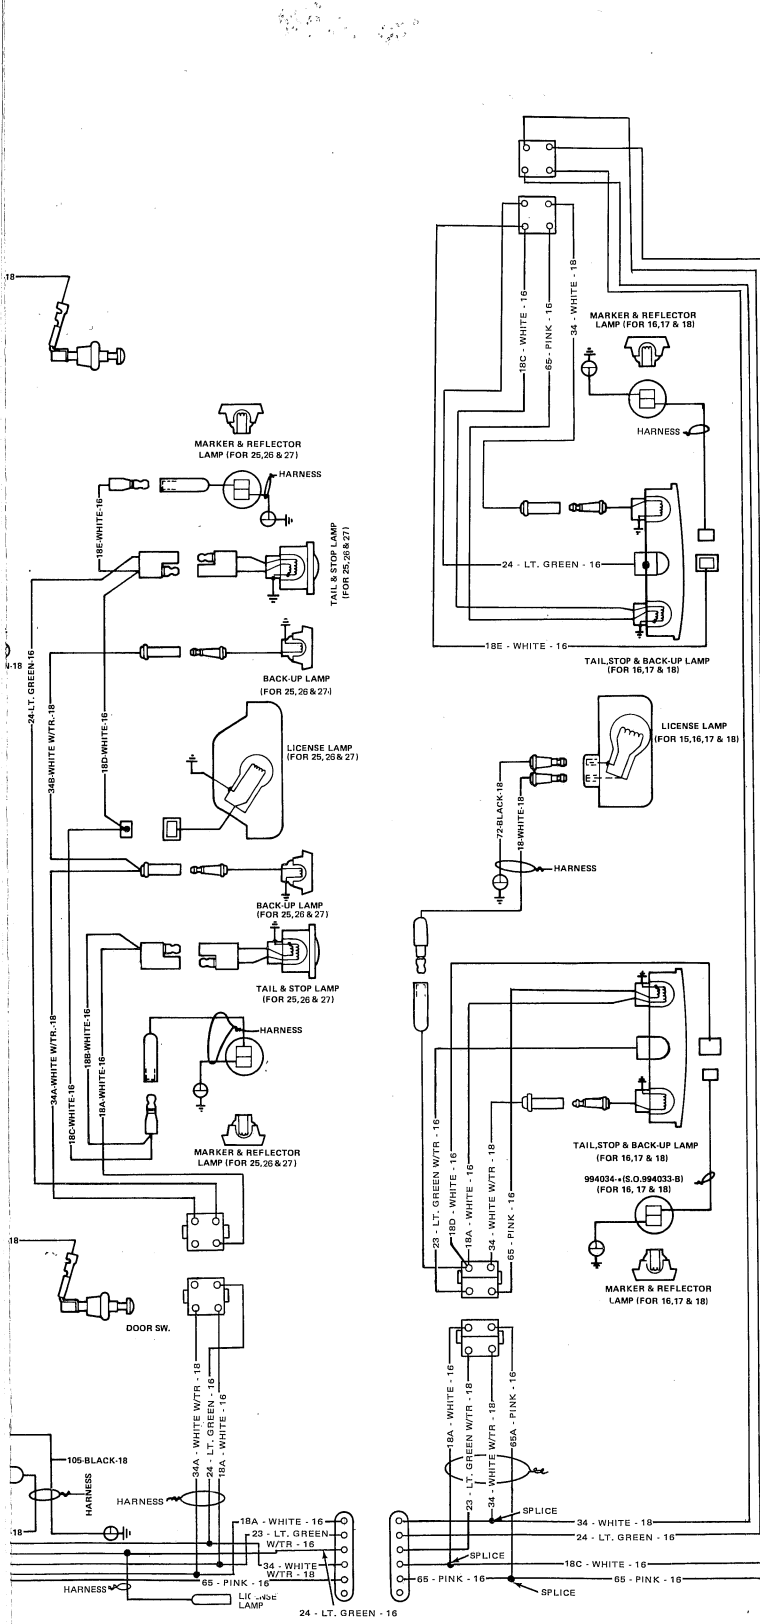 18
18C - WHITE - 16
65 - PINK - 16
34 - WHITE - 18
MARKER & REFLECTOR
LAMP (FOR 16,17 & 18)
HARNESS
MARKER & REFLECTOR
LAMP (FOR 25,26 & 27)
HARNESS
18E-WHITE-16
TAIL & STOP LAMP
(FOR 25,26 & 27)
24 - LT. GREEN - 16
18E - WHITE - 16
TAIL,STOP & BACK-UP LAMP
(FOR 16,17 & 18)
24-LT. GREEN-16
BACK-UP LAMP
(FOR 25,26 & 27)
34B-WHITE W/TR.-18
18D-WHITE-16
LICENSE LAMP
(FOR 25,26 & 27)
LICENSE LAMP
(FOR 15,16,17 & 18)
72-BLACK-18
18-WHITE-18
HARNESS
BACK-UP LAMP
(FOR 25,26 & 27)
TAIL & STOP LAMP
(FOR 25,26 & 27)
HARNESS
34A-WHITE W/TR.-18
18C-WHITE-16
18B-WHITE-16
18A-WHITE-16
MARKER & REFLECTOR
LAMP (FOR 25,26 & 27)
23 - LT. GREEN W/TR - 16
18D - WHITE - 16
18A - WHITE - 16
34 - WHITE W/TR - 18
65 - PINK - 16
TAIL,STOP & BACK-UP LAMP
(FOR 16,17 & 18)
994034-•(S.O.994033-B)
(FOR 16, 17 & 18)
MARKER & REFLECTOR
LAMP (FOR 16,17 & 18)
18
DOOR SW.
34A - WHITE W/TR - 18
24 - LT. GREEN - 16
18A - WHITE - 16
18A - WHITE - 16
23 - LT. GREEN W/TR - 18
34 - WHITE W/TR - 18
65A - PINK - 16
105-BLACK-18
HARNESS
HARNESS
18
18A - WHITE - 16
23 - LT. GREEN
W/TR - 16
34 - WHITE
W/TR - 18
65 - PINK - 16
HARNESS
LAMP
24 - LT. GREEN - 16
SPLICE
34 - WHITE - 18
24 - LT. GREEN - 16
SPLICE
18C - WHITE - 16
65 - PINK - 16
65 - PINK - 16
SPLICE